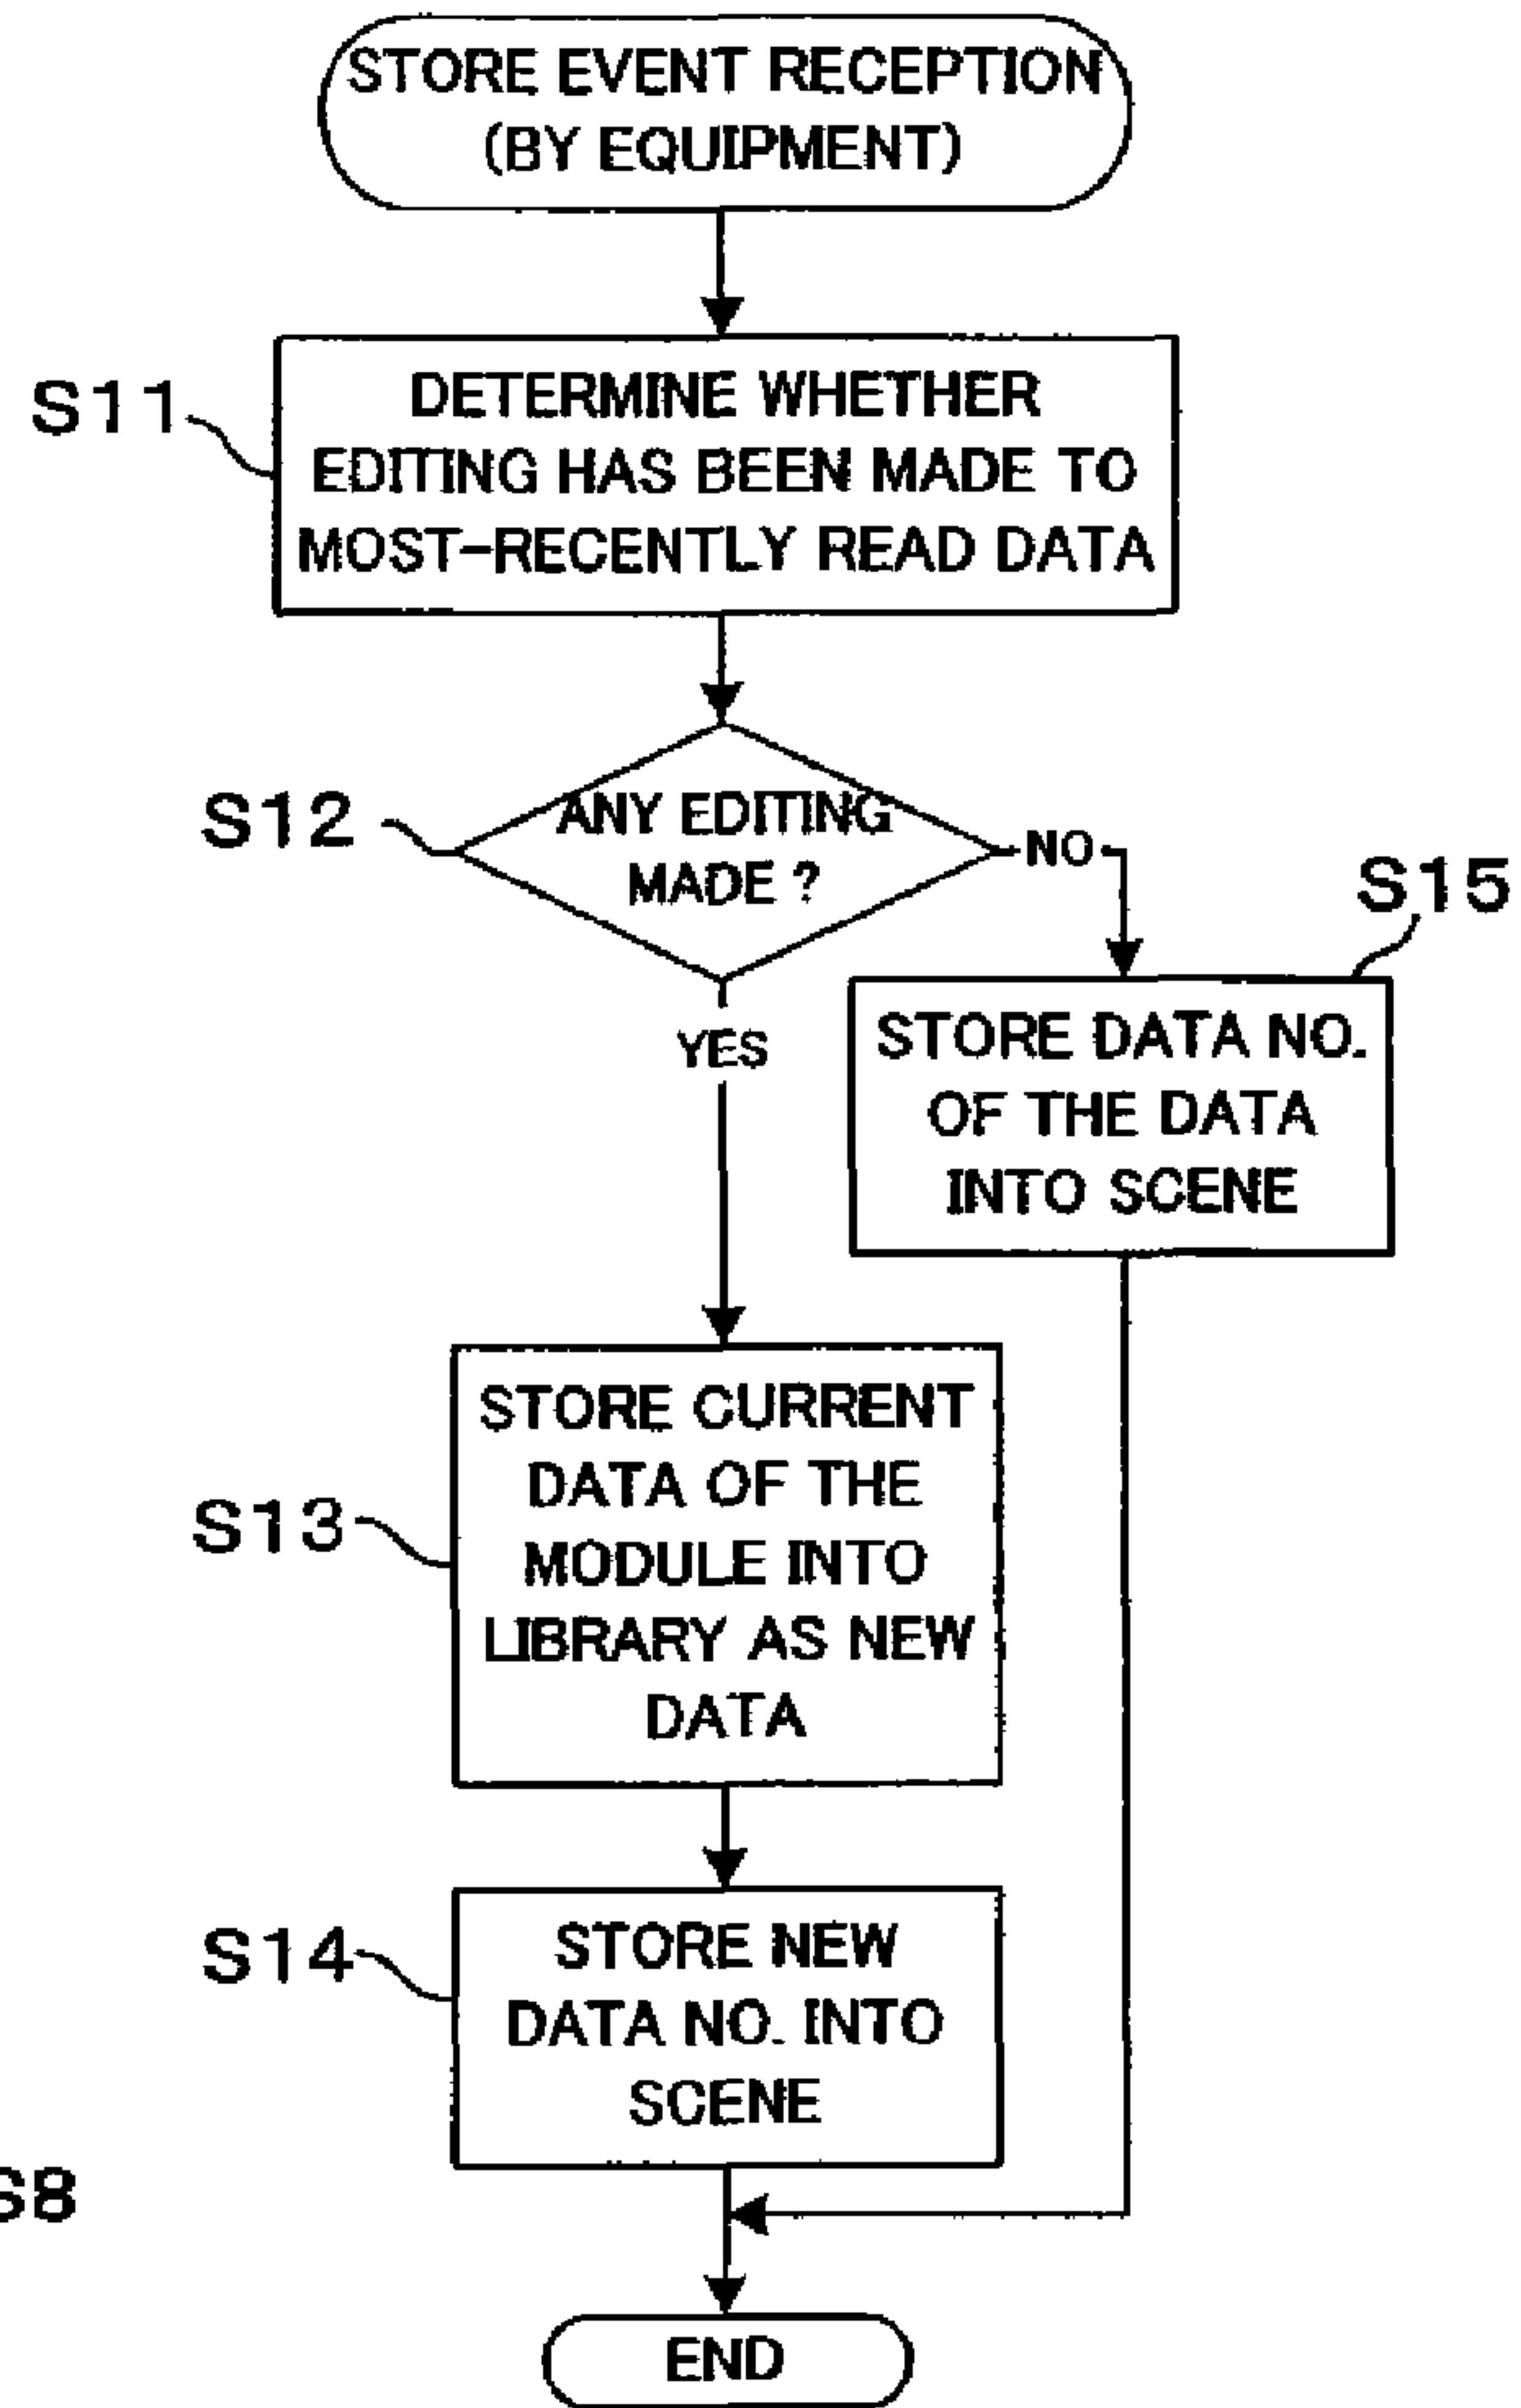 STORE EVENT RECEPTION
(BY EQUIPMENT)
S11
DETERMINE WHETHER
EDITING HAS BEEN MADE TO
MOST-RECENTLY READ DATA
S12
ANY EDITING
MADE ?
NO
YES
S15
STORE DATA NO.
OF THE DATA
INTO SCENE
S13
STORE CURRENT
DATA OF THE
MODULE INTO
LIBRARY AS NEW
DATA
S14
STORE NEW
DATA NO. INTO
SCENE
S8
END